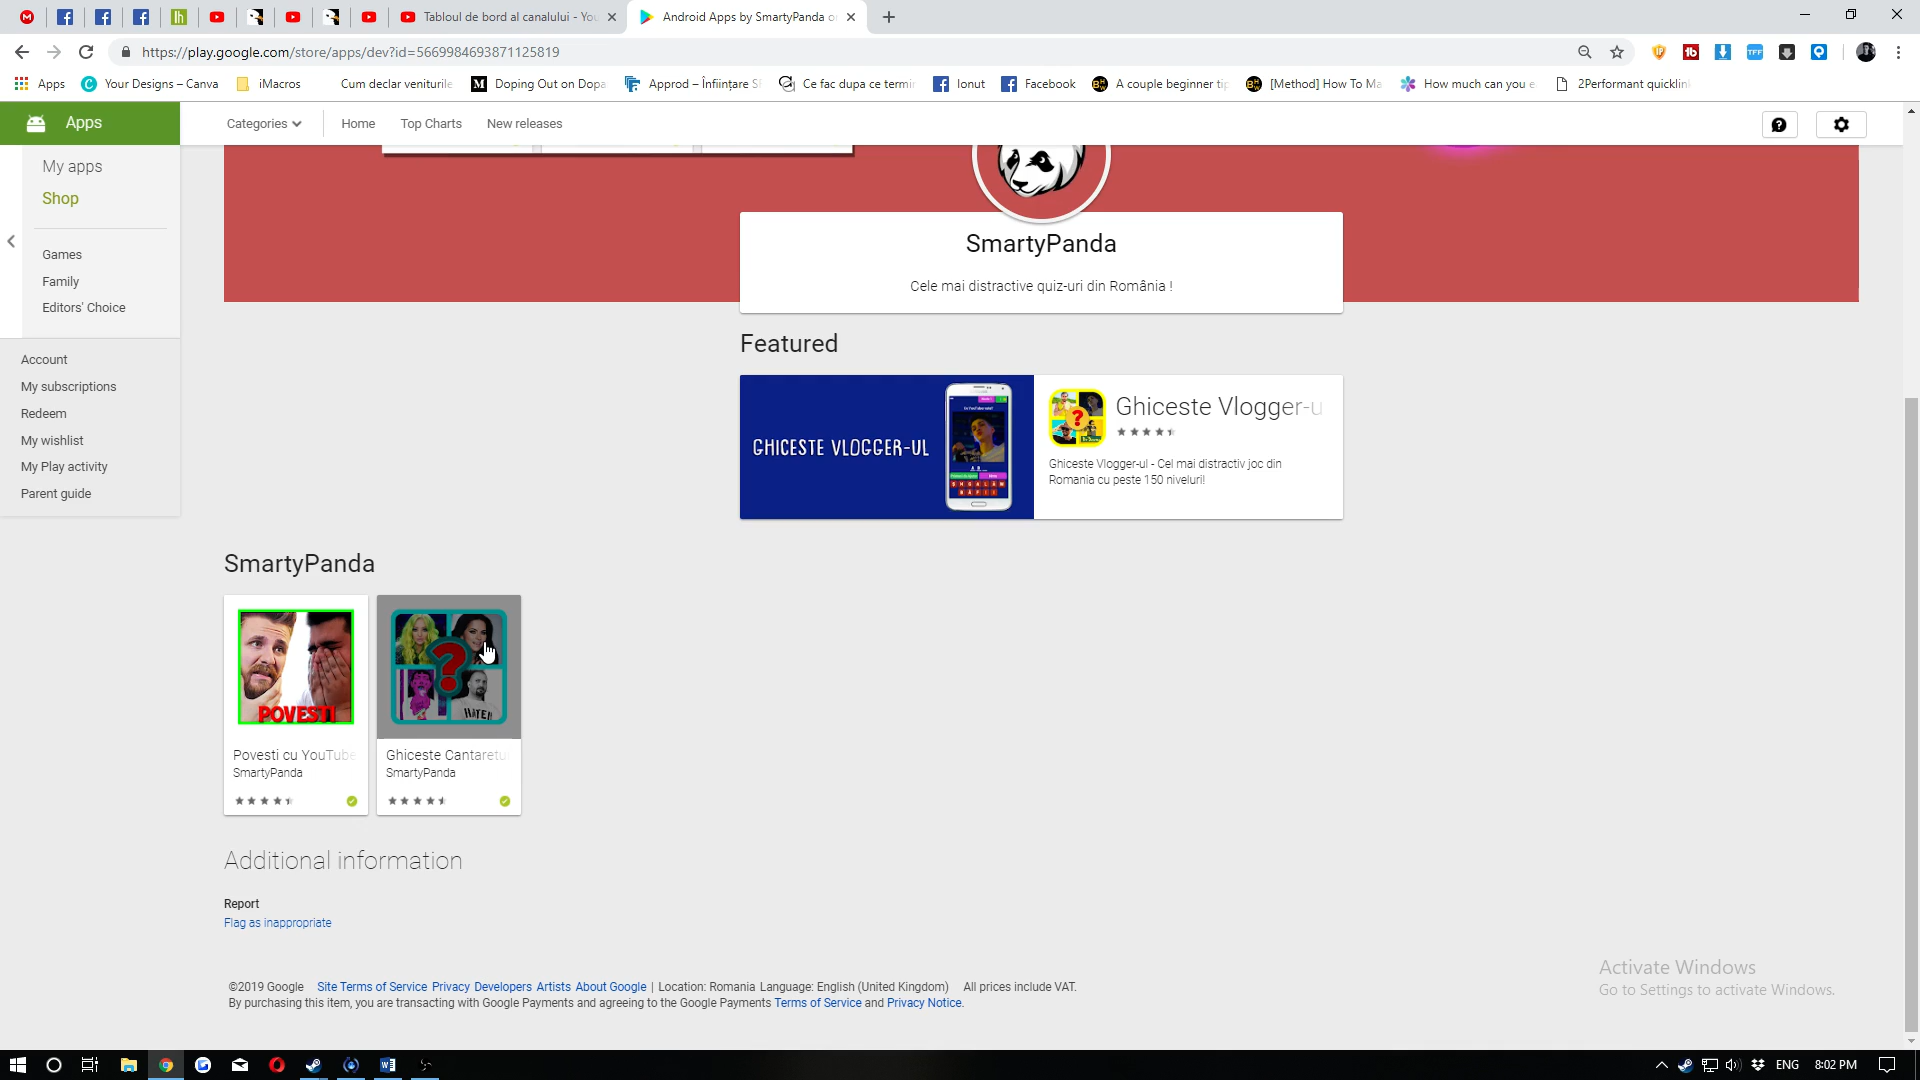 Tabloul de bord al canalului - You
Android Apps by SmartyPanda on
https://play.google.com/store/apps/dev?id=5669984693871125819
Apps
Your Designs – Canva
iMacros
Cum declar veniturile
Doping Out on Dopa
Approd – Înființare S
Ce fac dupa ce termin
Ionut
Facebook
A couple beginner tip
[Method] How To Ma
How much can you e
2Performant quicklin
Apps
Categories
Home
Top Charts
New releases
My apps
Shop
Games
Family
Editors' Choice
Account
My subscriptions
Redeem
My wishlist
My Play activity
Parent guide
SmartyPanda
Cele mai distractive quiz-uri din România !
Featured
GHICESTE VLOGGER-UL
Ghiceste Vlogger-u
Ghiceste Vlogger-ul - Cel mai distractiv joc din
Romania cu peste 150 niveluri!
SmartyPanda
POVESTI
HATER
Povesti cu YouTube
SmartyPanda
Ghiceste Cantaretu
SmartyPanda
Additional information
Report
Flag as inappropriate
©2019 Google Site Terms of Service Privacy Developers Artists About Google | Location: Romania Language: English (United Kingdom) All prices include VAT.
By purchasing this item, you are transacting with Google Payments and agreeing to the Google Payments Terms of Service and Privacy Notice.
Activate Windows
Go to Settings to activate Windows.
ENG
8:02 PM